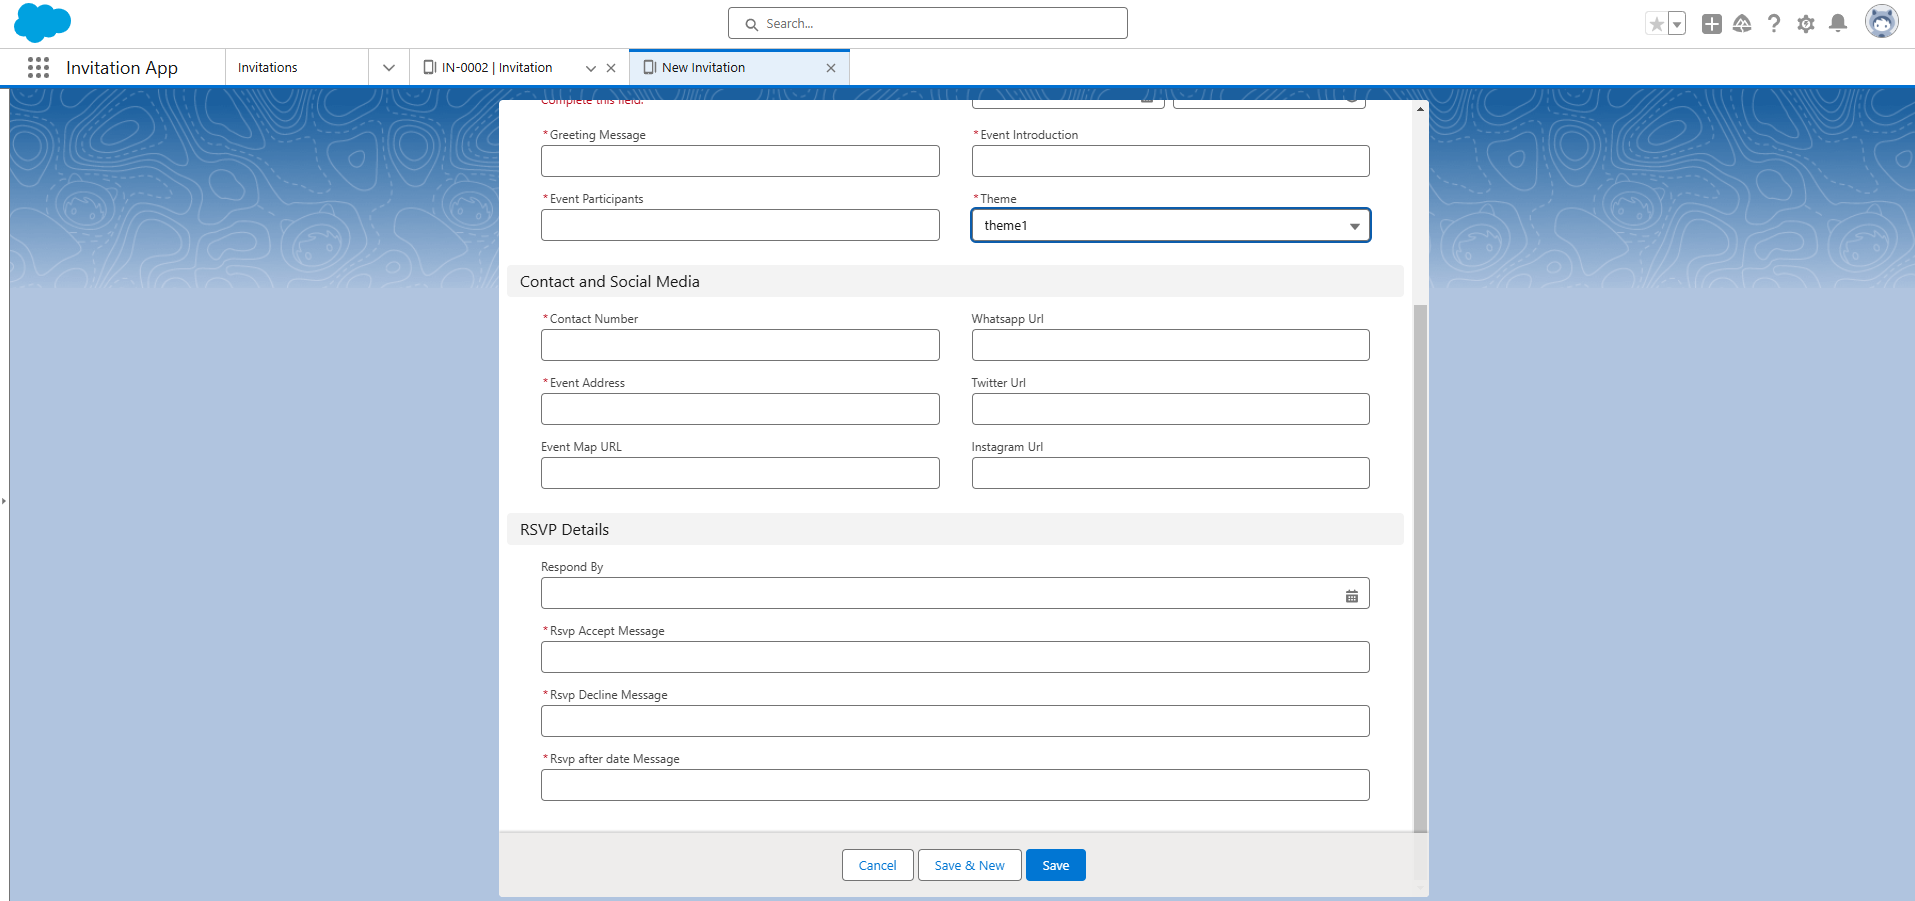 Search...
Invitation App
Invitations
IN-0002 | Invitation
New Invitation
Complete this field.
*Greeting Message
*Event Introduction
*Event Participants
*Theme
theme1
Contact and Social Media
*Contact Number
Whatsapp Url
*Event Address
Twitter Url
Event Map URL
Instagram Url
RSVP Details
Respond By
*Rsvp Accept Message
*Rsvp Decline Message
*Rsvp after date Message
Cancel
Save & New
Save